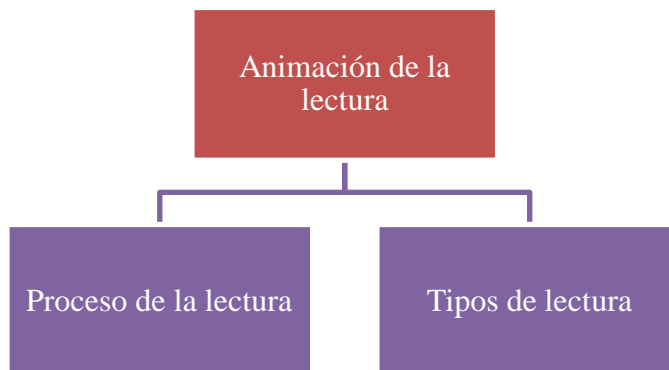 Animación de la
lectura
Proceso de la lectura
Tipos de lectura